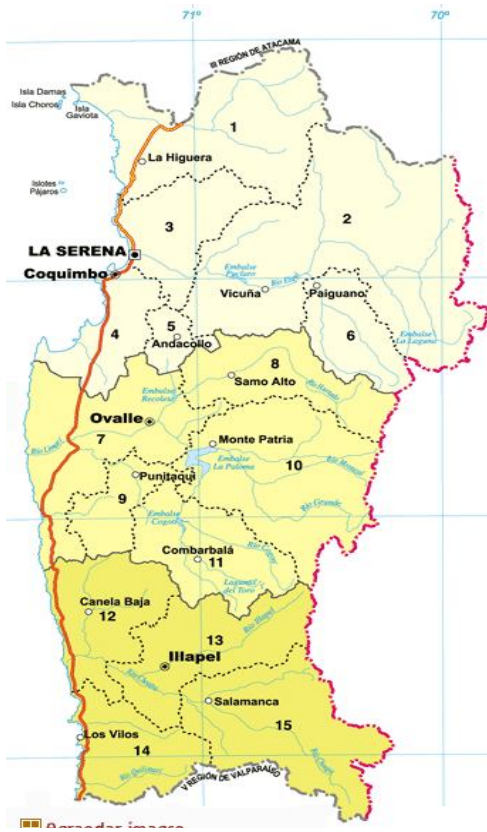 71º
70º
III REGIÓN DE ATACAMA
Isla Damas
Isla Choros
Isla
Gaviota
1
La Higuera
Islotes
Pájaros
2
3
LA SERENA
Coquimbo
Embalse
Puclaro
Río Elqui
Vicuña
Paiguano
4
5
Andacollo
6
Embalse
La Laguna
8
Samo Alto
Río Hurtado
Embalse
Recoleta
Ovalle
7
Río Limarí
Monte Patria
Embalse
La Paloma
10
Río Mostazal
Punitaqui
9
Río Grande
Embalse
Cogotí
Combarbalá
11
Río Cogotí
Laguna
del Toro
Canela Baja
12
13
Río Illapel
Illapel
Río Choapa
Salamanca
15
Los Vilos
14
Río Quilimarí
Río Choapa
V REGIÓN DE VALPARAÍSO
Agrandar imagen